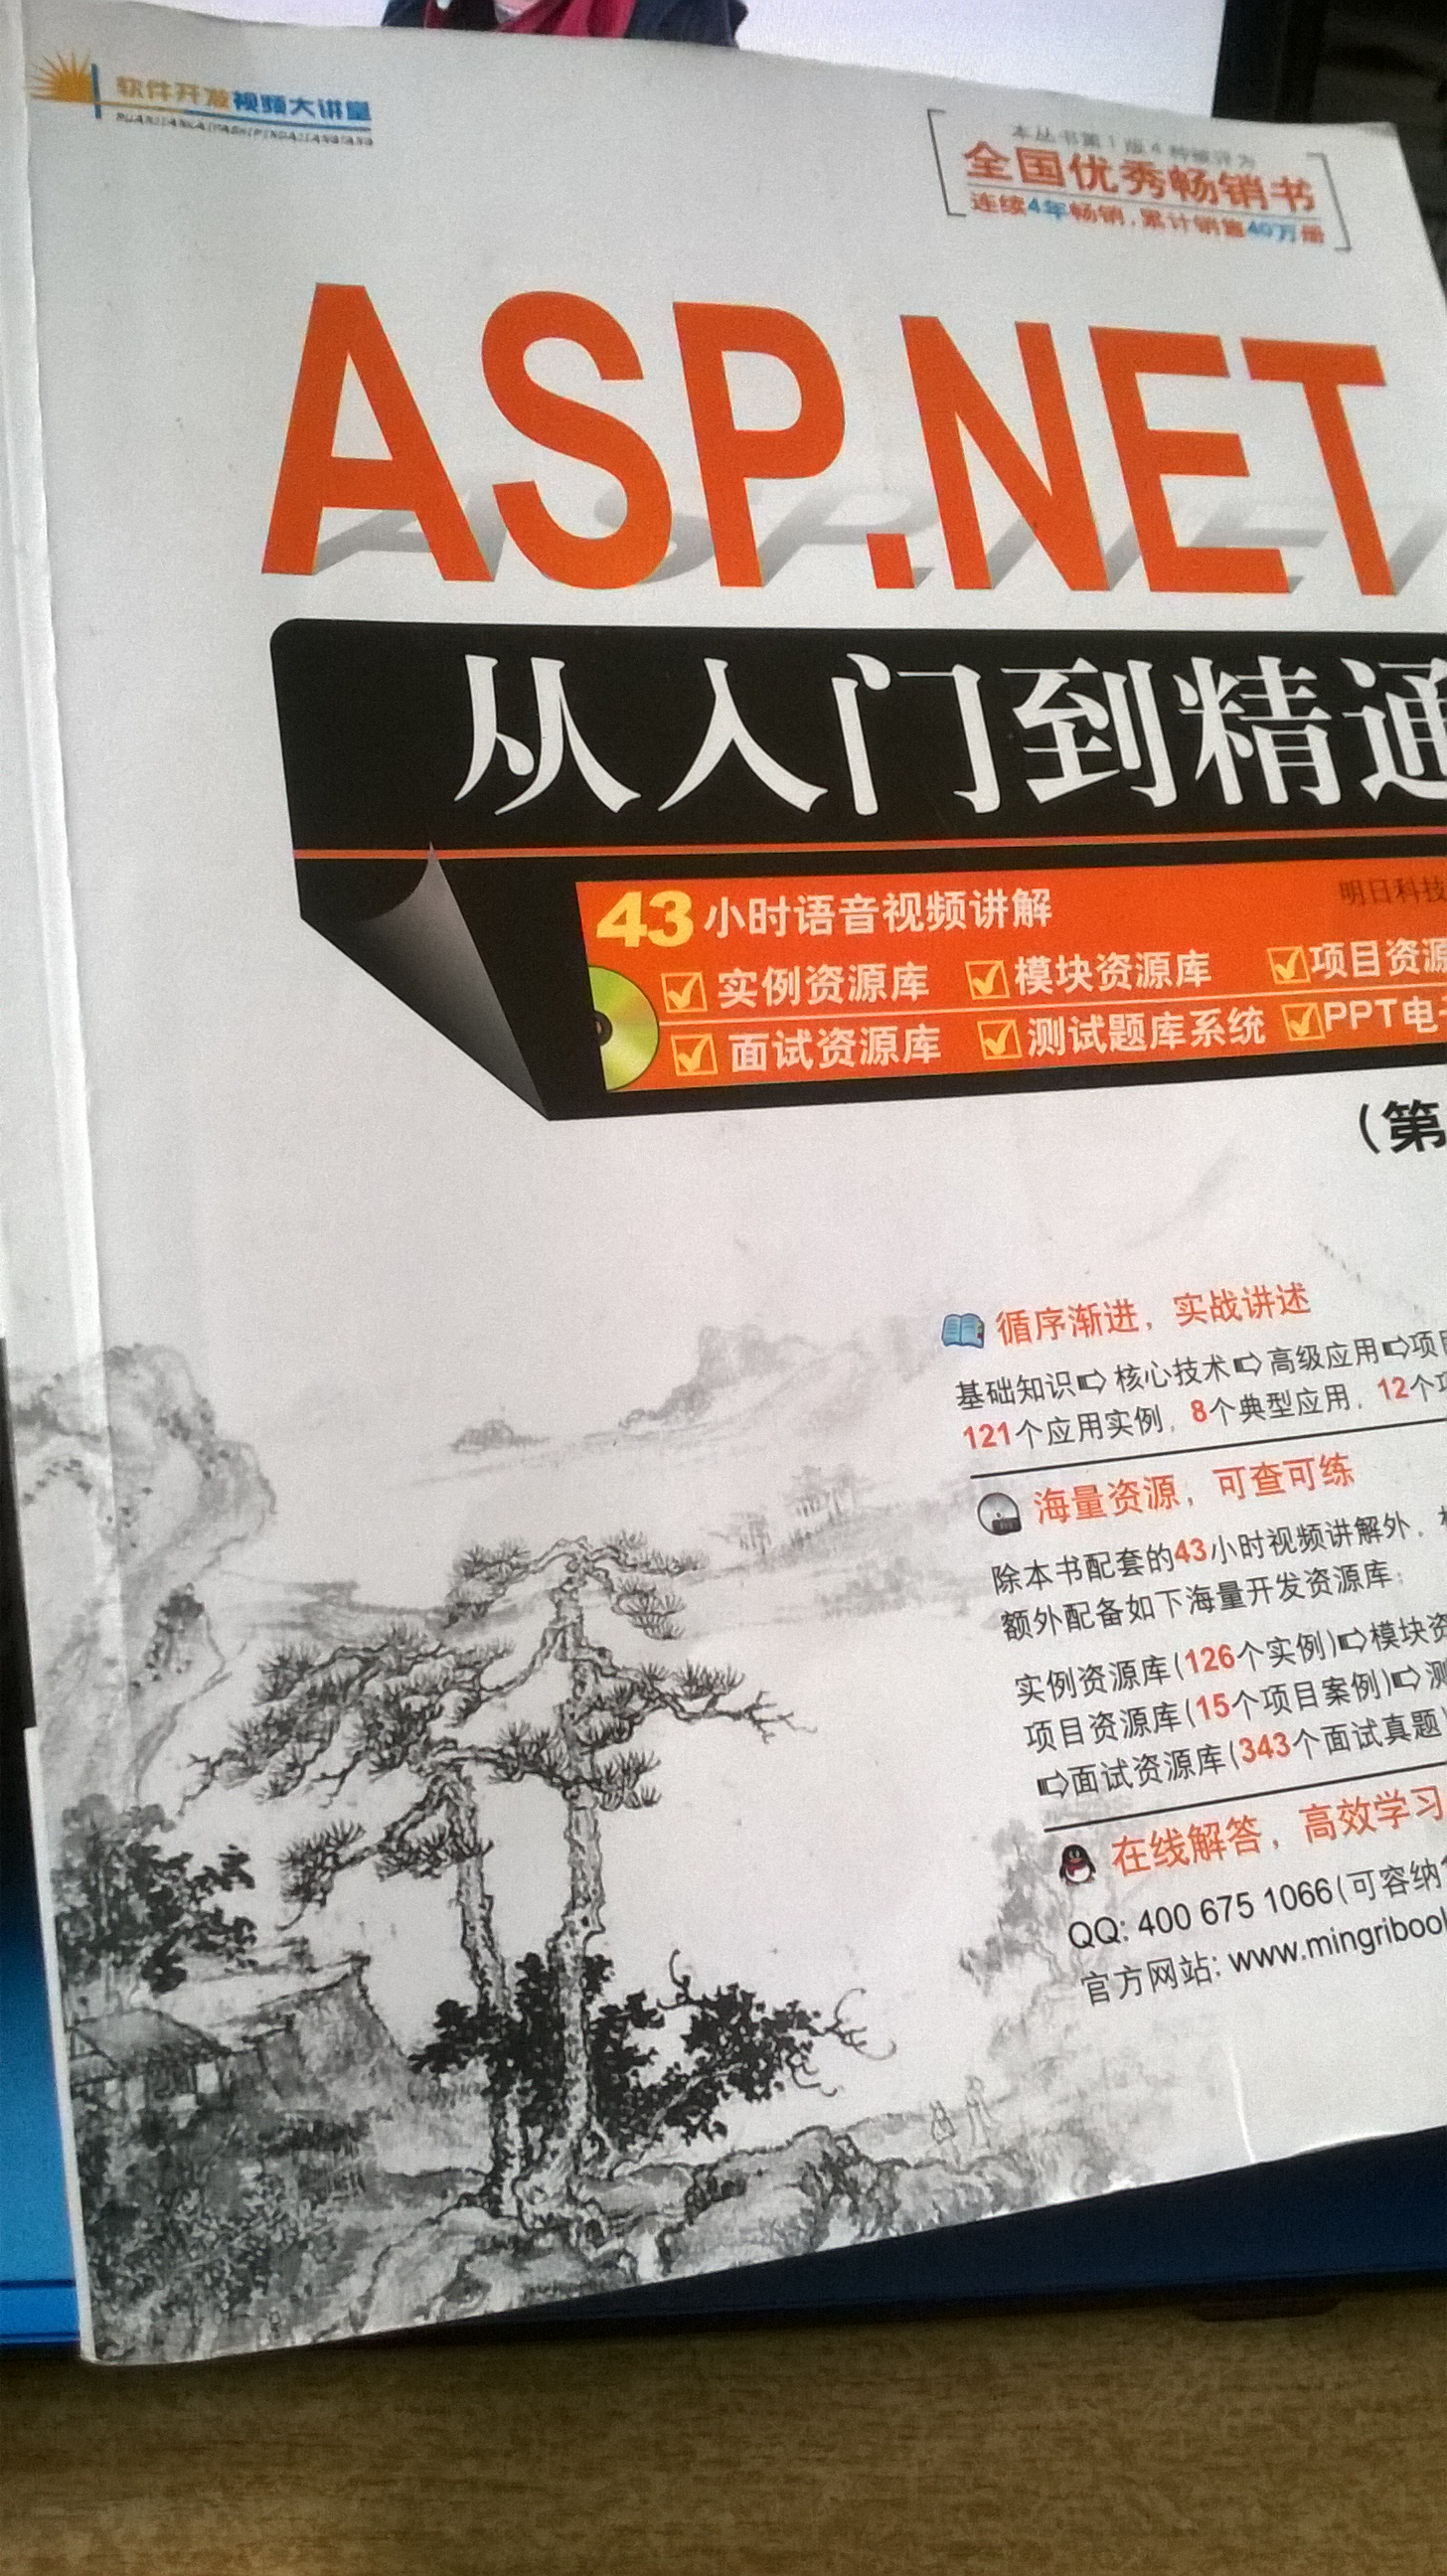 软件开发视频大讲堂
RUANJIANKAIFASHIPINDAJIANGTANG
本丛书第1版4种被评为
全国优秀畅销书
连续4年畅销,累计销售40万册
ASP.NET
从入门到精通
43小时语音视频讲解
明日科技
实例资源库 模块资源库 项目资源
面试资源库 测试题库系统 PPT电子
(第
循序渐进,实战讲述
基础知识⇨核心技术⇨高级应用⇨项目
121个应用实例,8个典型应用,12个项
海量资源,可查可练
除本书配套的43小时视频讲解外,
额外配备如下海量开发资源库:
实例资源库(126个实例)⇨模块资
项目资源库(15个项目案例)⇨测
⇨面试资源库(343个面试真题)
在线解答,高效学习
QQ: 400 675 1066(可容纳
官方网站: www.mingribook